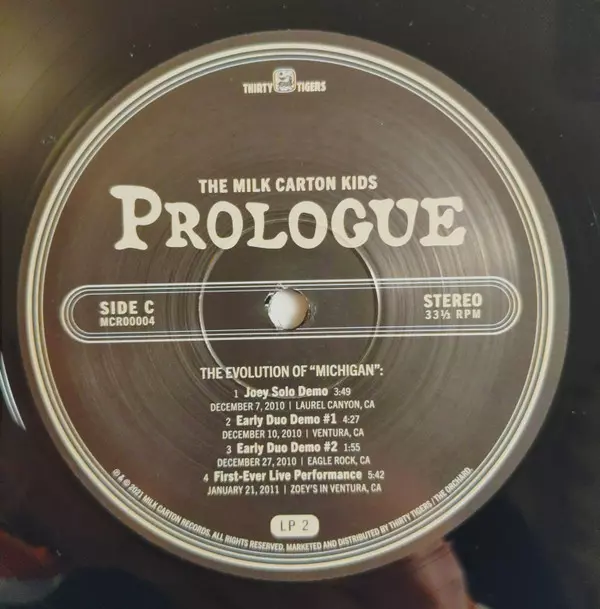 THIRTY TIGERS
THE MILK CARTON KIDS
PROLOGUE
SIDE C
MCR00004
STEREO
33⅓ RPM
THE EVOLUTION OF "MICHIGAN":
1 Joey Solo Demo 3:49
DECEMBER 7, 2010 | LAUREL CANYON, CA
2 Early Duo Demo #1 4:27
DECEMBER 10, 2010 | VENTURA, CA
3 Early Duo Demo #2 1:55
DECEMBER 27, 2010 | EAGLE ROCK, CA
4 First-Ever Live Performance 5:42
JANUARY 21, 2011 | ZOEY'S IN VENTURA, CA
LP 2
℗ & © 2021 MILK CARTON RECORDS. ALL RIGHTS RESERVED. MARKETED AND DISTRIBUTED BY THIRTY TIGERS / THE ORCHARD.